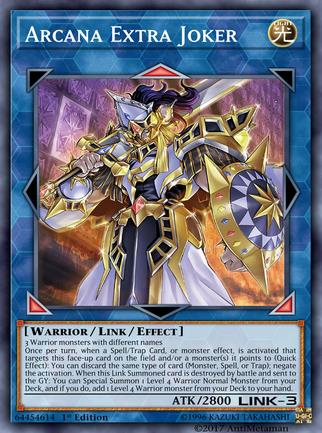 Arcana Extra Joker
光
[Warrior / Link / Effect]
3 Warrior monsters with different names
Once per turn, when a Spell/Trap Card, or monster effect, is activated that
targets this face-up card on the field and/or a monster(s) it points to (Quick
Effect): You can discard the same type of card (Monster, Spell, or Trap); negate
that activation. When this Link Summoned card is destroyed by battle and sent to
the GY: You can Special Summon 1 Level 4 Warrior Normal Monster from your
Deck, and if you do, add 1 Level 4 Warrior monster from your Deck to your hand.
ATK/2800 LINK-3
64454614 1st Edition
©1996 KAZUKI TAKAHASHI
©2017 AntiMetaman